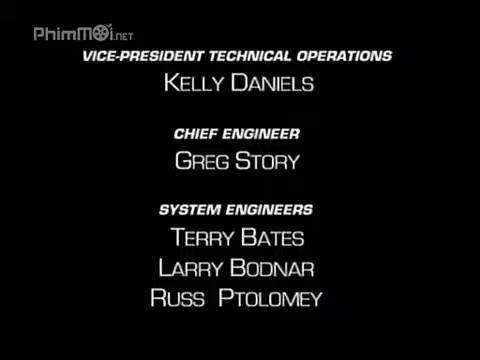 PhimMoi.NET
VICE-PRESIDENT TECHNICAL OPERATIONS
KELLY DANIELS
CHIEF ENGINEER
GREG STORY
SYSTEM ENGINEERS
TERRY BATES
LARRY BODNAR
RUSS PTOLOMEY